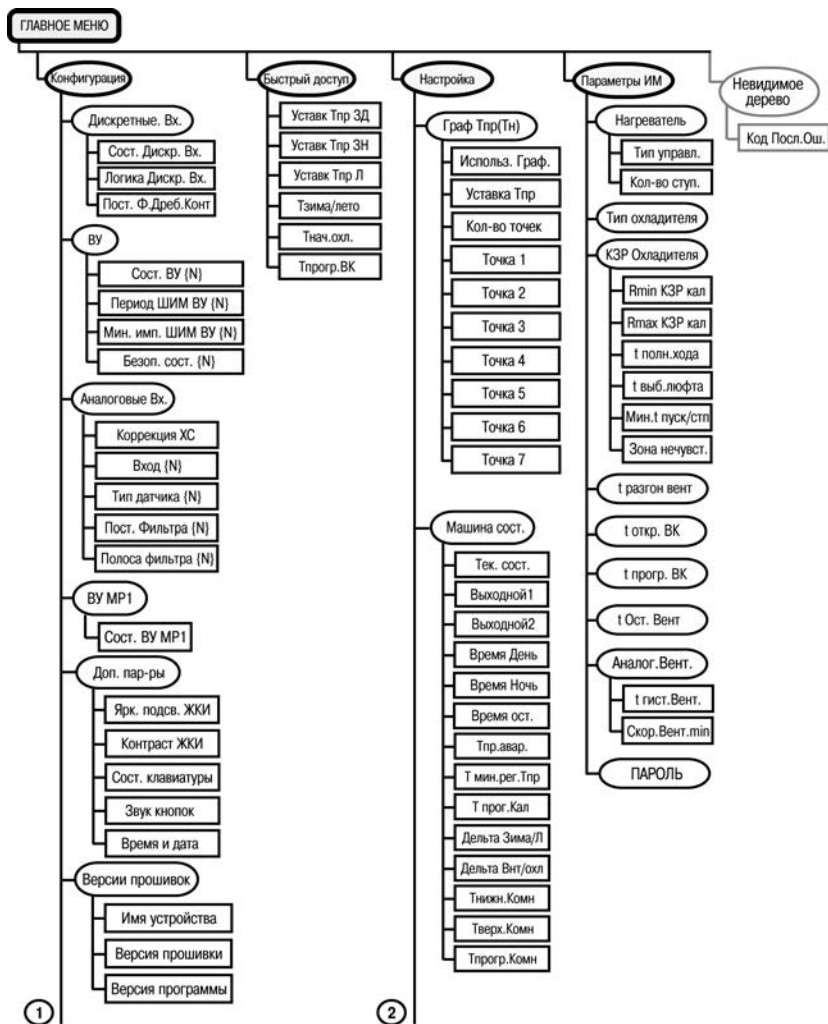 ГЛАВНОЕ МЕНЮ
Конфигурация
Дискретные. Вх.
Сост. Дискр. Вх.
Логика Дискр. Вх.
Пост. Ф.Дреб.Конт
ВУ
Сост. ВУ {N}
Период ШИМ ВУ {N}
Мин. имп. ШИМ ВУ {N}
Безоп. сост. {N}
Аналоговые Вх.
Коррекция ХС
Вход {N}
Тип датчика {N}
Пост. Фильтра {N}
Полоса фильтра {N}
ВУ МР1
Сост. ВУ МР1
Доп. пар-ры
Ярк. подсв. ЖКИ
Контраст ЖКИ
Сост. клавиатуры
Звук кнопок
Время и дата
Версии прошивок
Имя устройства
Версия прошивки
Версия программы
1
Быстрый доступ
Уставк Тпр ЗД
Уставк Тпр ЗН
Уставк Тпр Л
Тзима/лето
Тнач.охл.
Тпрогр.ВК
Настройка
Граф Тпр(Тн)
Использ. Граф.
Уставка Тпр
Кол-во точек
Точка 1
Точка 2
Точка 3
Точка 4
Точка 5
Точка 6
Точка 7
Машина сост.
Тек. сост.
Выходной1
Выходной2
Время День
Время Ночь
Время ост.
Тпр.авар.
Т мин.рег.Тпр
Т прог.Кал
Дельта Зима/Л
Дельта Внт/охл
Тнижн.Комн
Тверх.Комн
Тпрогр.Комн
2
Параметры ИМ
Нагреватель
Тип управл.
Кол-во ступ.
Тип охладителя
КЗР Охладителя
Rmin КЗР кал
Rmax КЗР кал
t полн.хода
t выб.люфта
Мин.t пуск/стп
Зона нечувст.
t разгон вент
t откр. ВК
t прогр. ВК
t Ост. Вент
Аналог.Вент.
t гист.Вент.
Скор.Вент.min
ПАРОЛЬ
Невидимое
дерево
Код Посл.Ош.